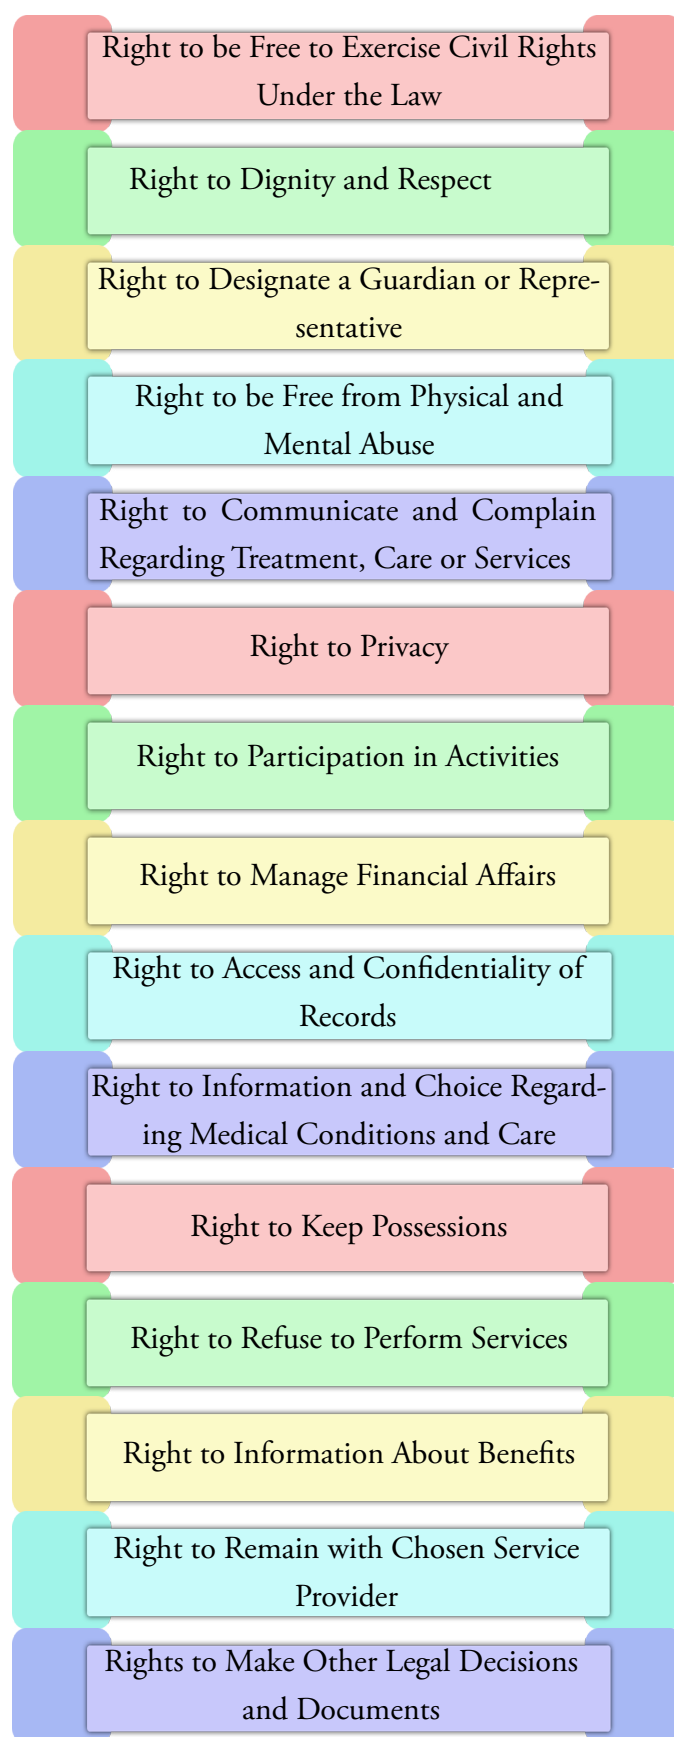 Right to be Free to Exercise Civil Rights
Under the Law
Right to Dignity and Respect
Right to Designate a Guardian or Repre-
sentative
Right to be Free from Physical and
Mental Abuse
Right to Communicate and Complain
Regarding Treatment, Care or Services
Right to Privacy
Right to Participation in Activities
Right to Manage Financial Affairs
Right to Access and Confidentiality of
Records
Right to Information and Choice Regard-
ing Medical Conditions and Care
Right to Keep Possessions
Right to Refuse to Perform Services
Right to Information About Benefits
Right to Remain with Chosen Service
Provider
Rights to Make Other Legal Decisions
and Documents